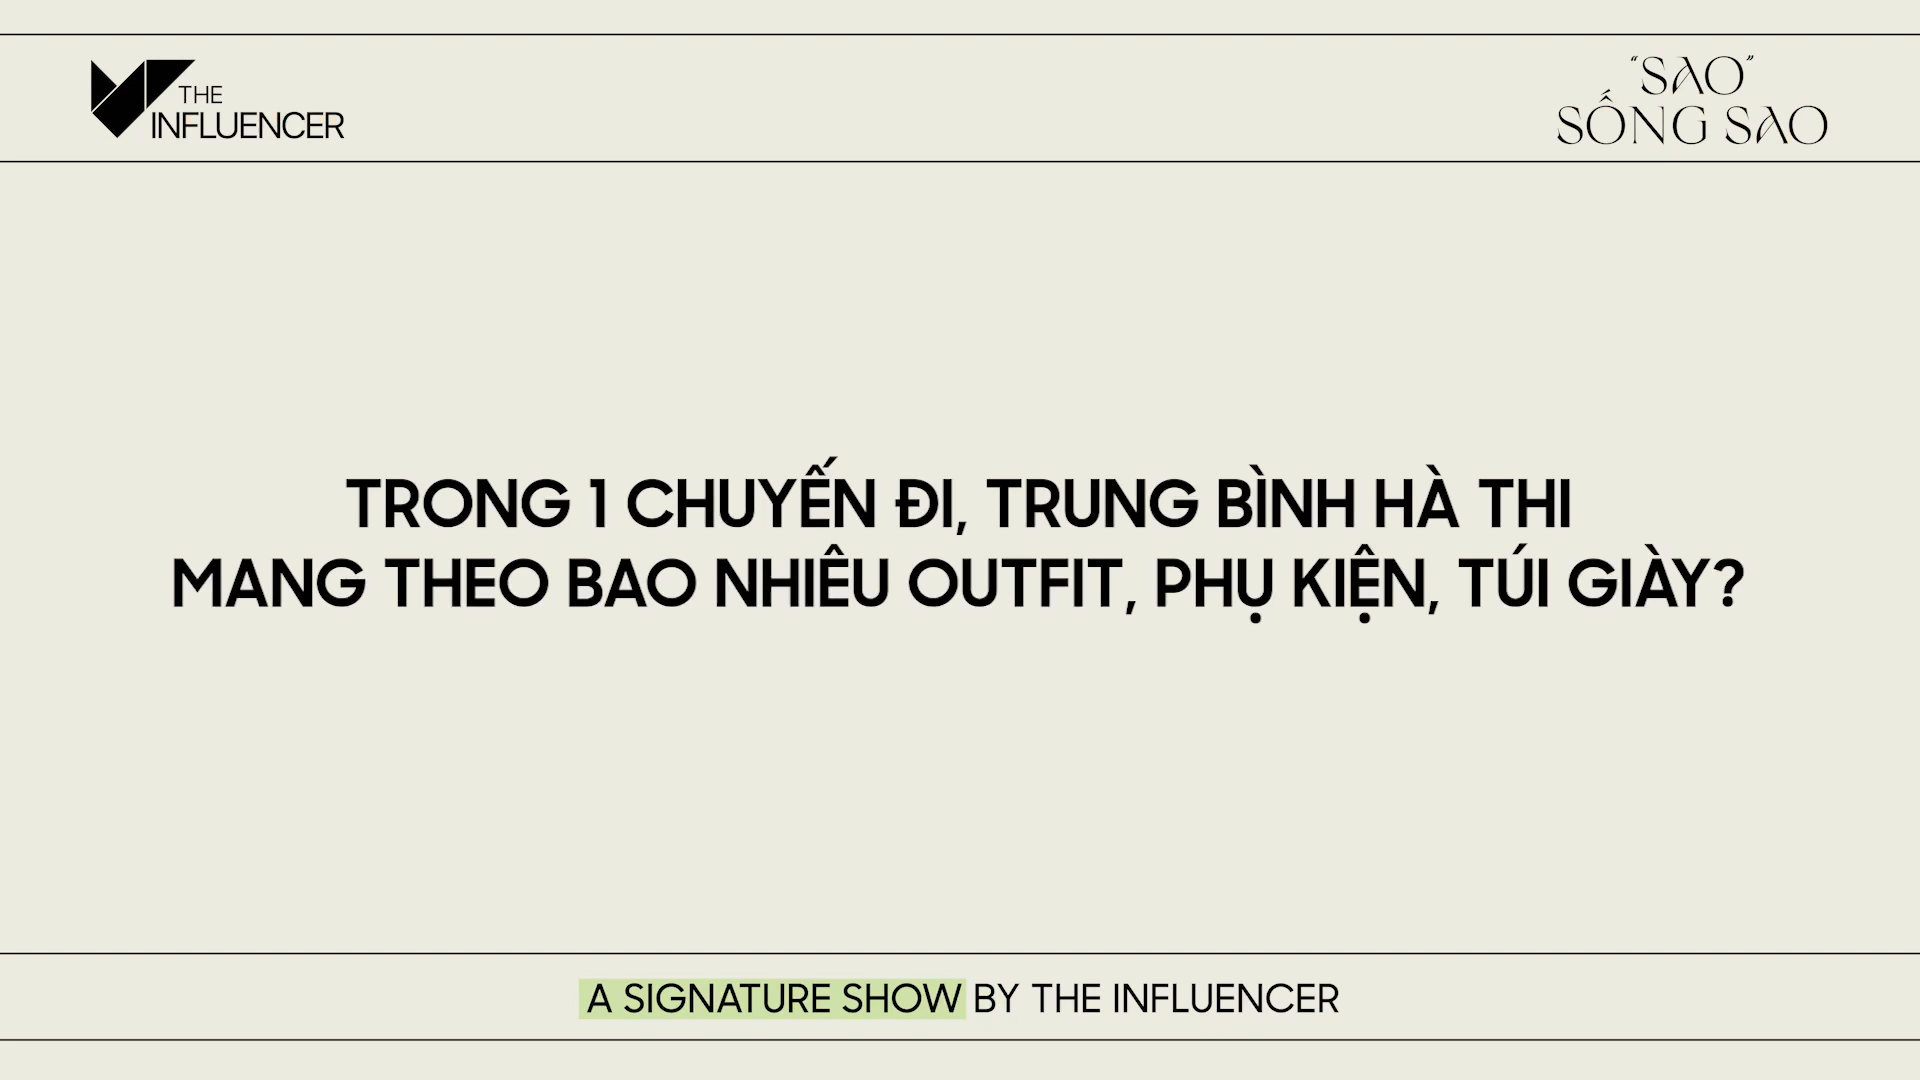 THE
INFLUENCER
"SAO"
SỐNG SAO
TRONG 1 CHUYẾN ĐI, TRUNG BÌNH HÀ THI
MANG THEO BAO NHIÊU OUTFIT, PHỤ KIỆN, TÚI GIÀY?
A SIGNATURE SHOW BY THE INFLUENCER